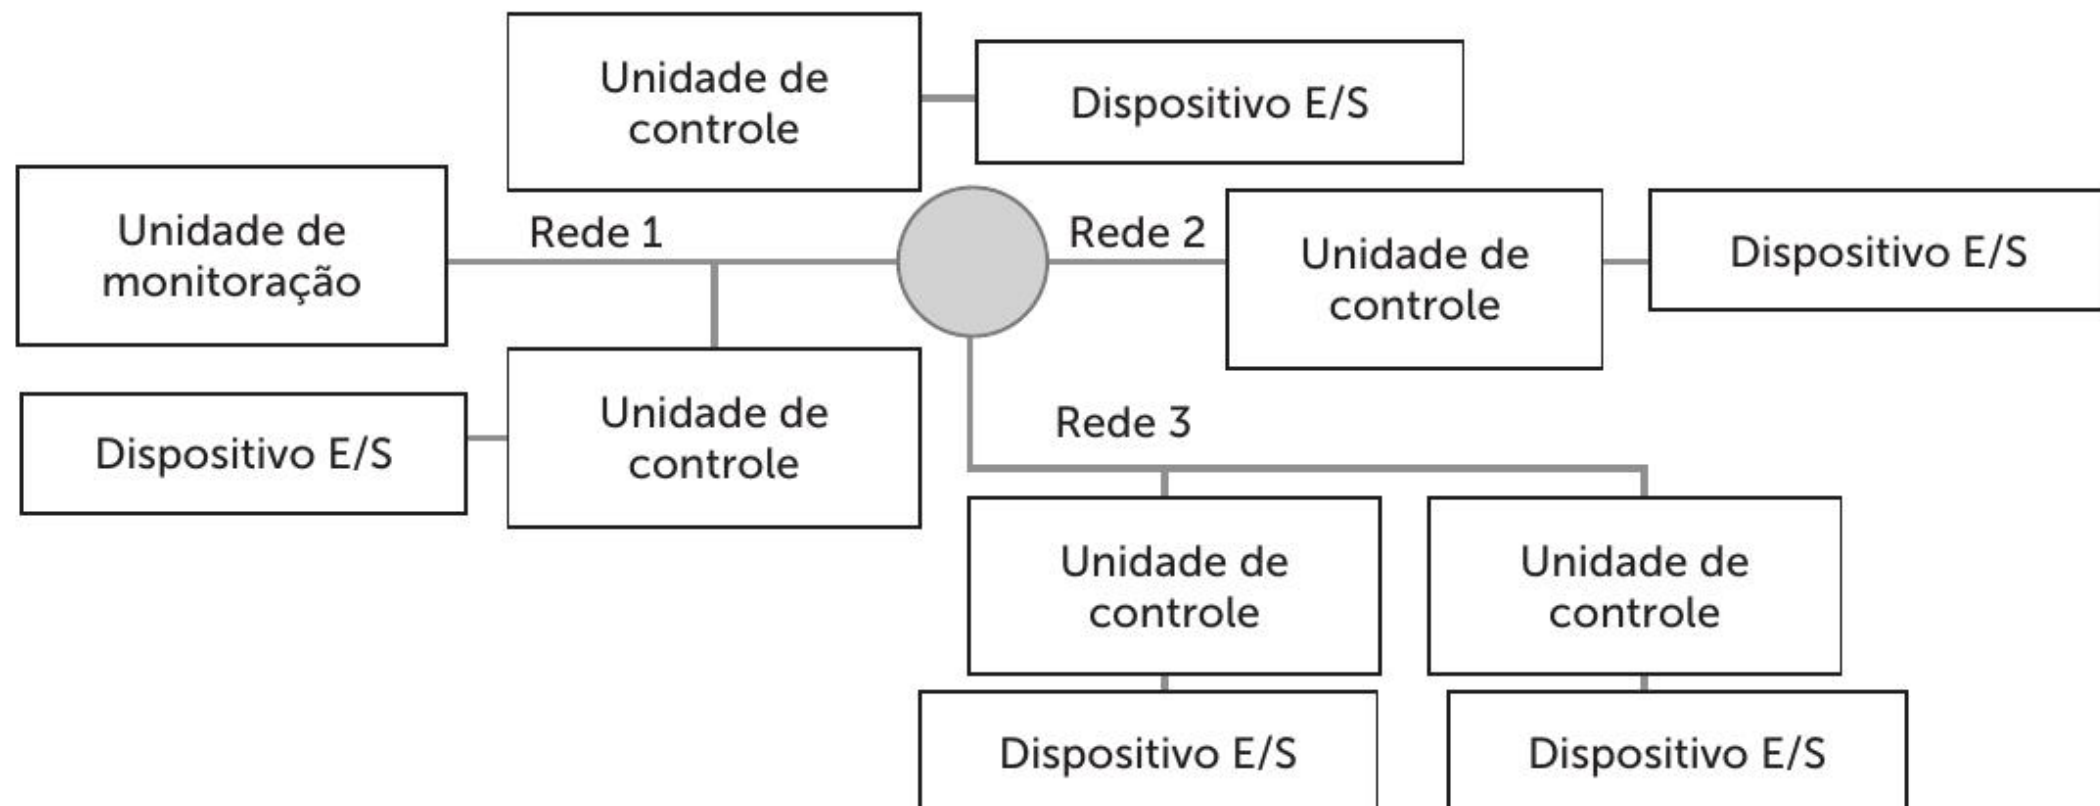 Unidade de
controle
Dispositivo E/S
Unidade de
monitoração
Rede 1
Rede 2
Unidade de
controle
Dispositivo E/S
Dispositivo E/S
Unidade de
controle
Rede 3
Unidade de
controle
Unidade de
controle
Dispositivo E/S
Dispositivo E/S